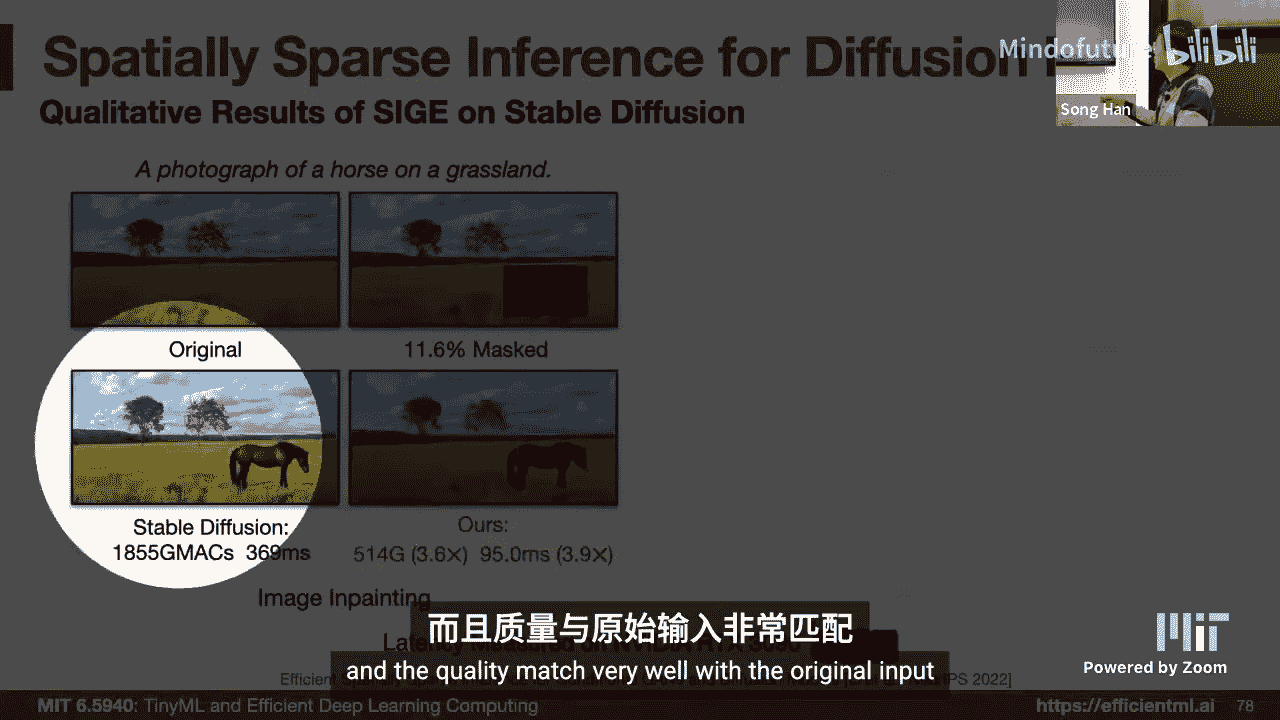 Spatially Sparse Inference for Diffusion
Mindofuture bilibili
Song Han
Qualitative Results of SIGE on Stable Diffusion
A photograph of a horse on a grassland.
Original
11.6% Masked
Stable Diffusion:
1855GMACs 369ms
Ours:
514G (3.6×) 95.0ms (3.9×)
Image Inpainting
而且质量与原始输入非常匹配
and the quality match very well with the original input
MIT
Powered by Zoom
MIT 6.5940: TinyML and Efficient Deep Learning Computing
https://efficientml.ai 78